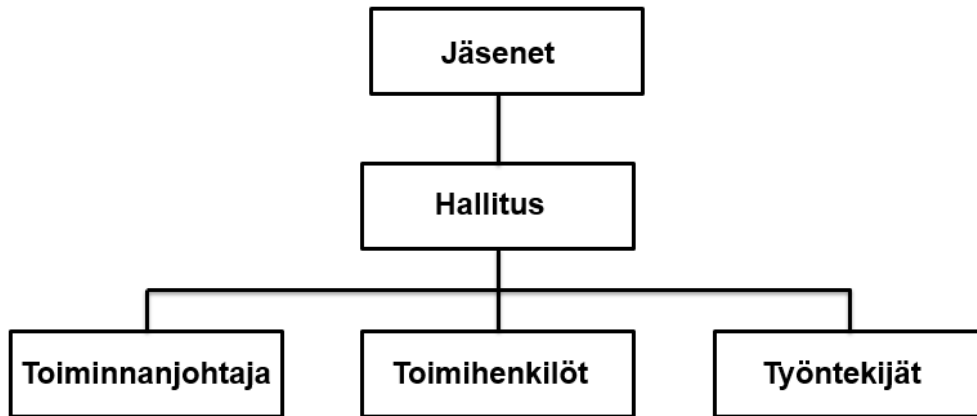 Jäsenet
Hallitus
Toiminnanjohtaja
Toimihenkilöt
Työntekijät